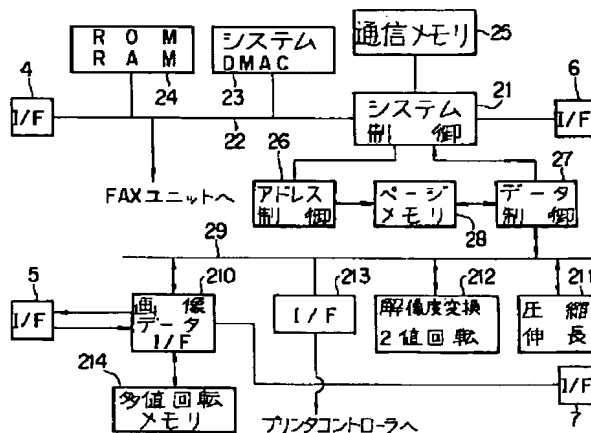 ROM
RAM
24
システム
DMAC
23
通信メモリ
25
4
I/F
22
システム
制御
21
6
I/F
FAXユニットへ
26
アドレス
制御
ページ
メモリ
28
27
データ
制御
29
5
I/F
210
画像
データ
I/F
213
I/F
212
解像度変換
2値回転
211
圧縮
伸長
214
多値回転
メモリ
プリンタコントローラへ
I/F
7